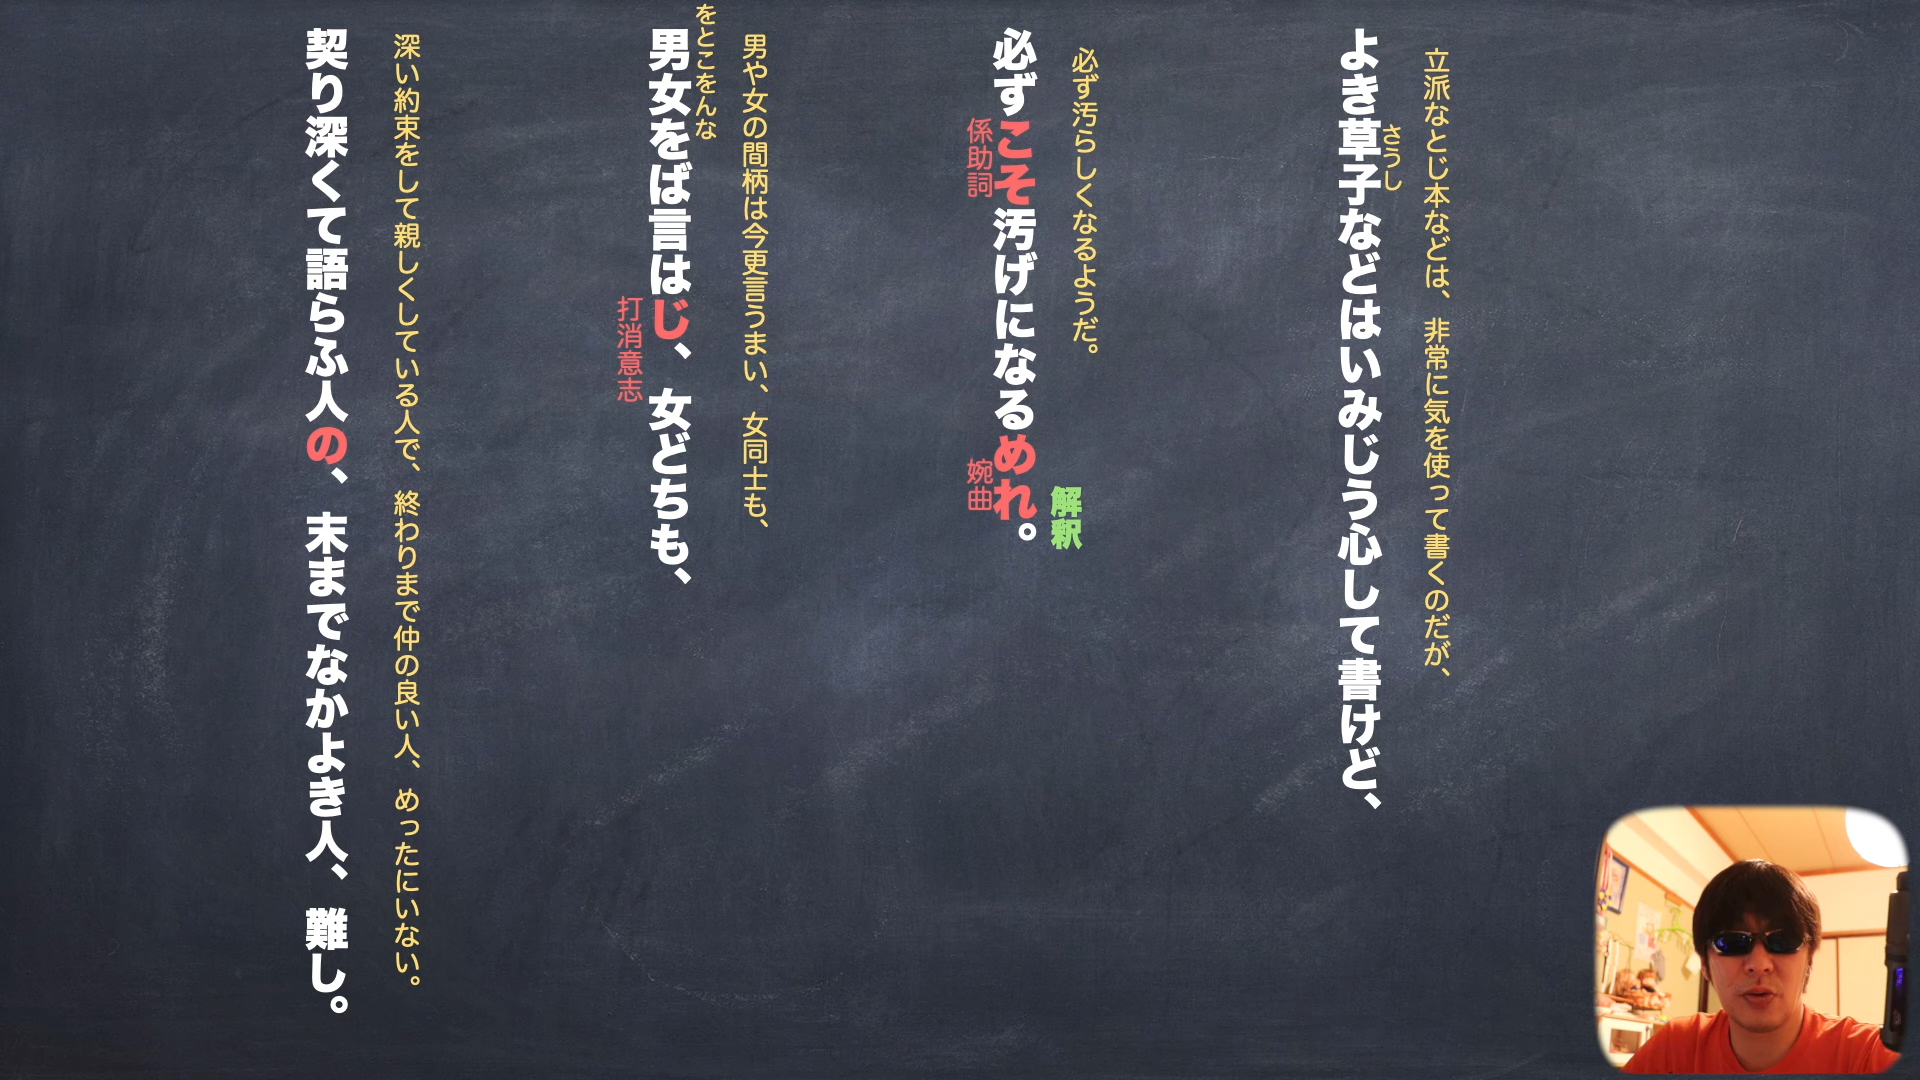 立派なとじ本などは、非常に気を使って書くのだが、
さうし
よき草子などはいみじう心して書けど、
必ず汚らしくなるようだ。
解釈
必ずこそ汚げになるめれ。
係助詞
婉曲
男や女の間柄は今更言うまい、女同士も、
をとこをんな
男女をば言はじ、女どちも、
打消意志
深い約束をして親しくしている人で、終わりまで仲の良い人、めったにいない。
契り深くて語らふ人の、末までなかよき人、難し。